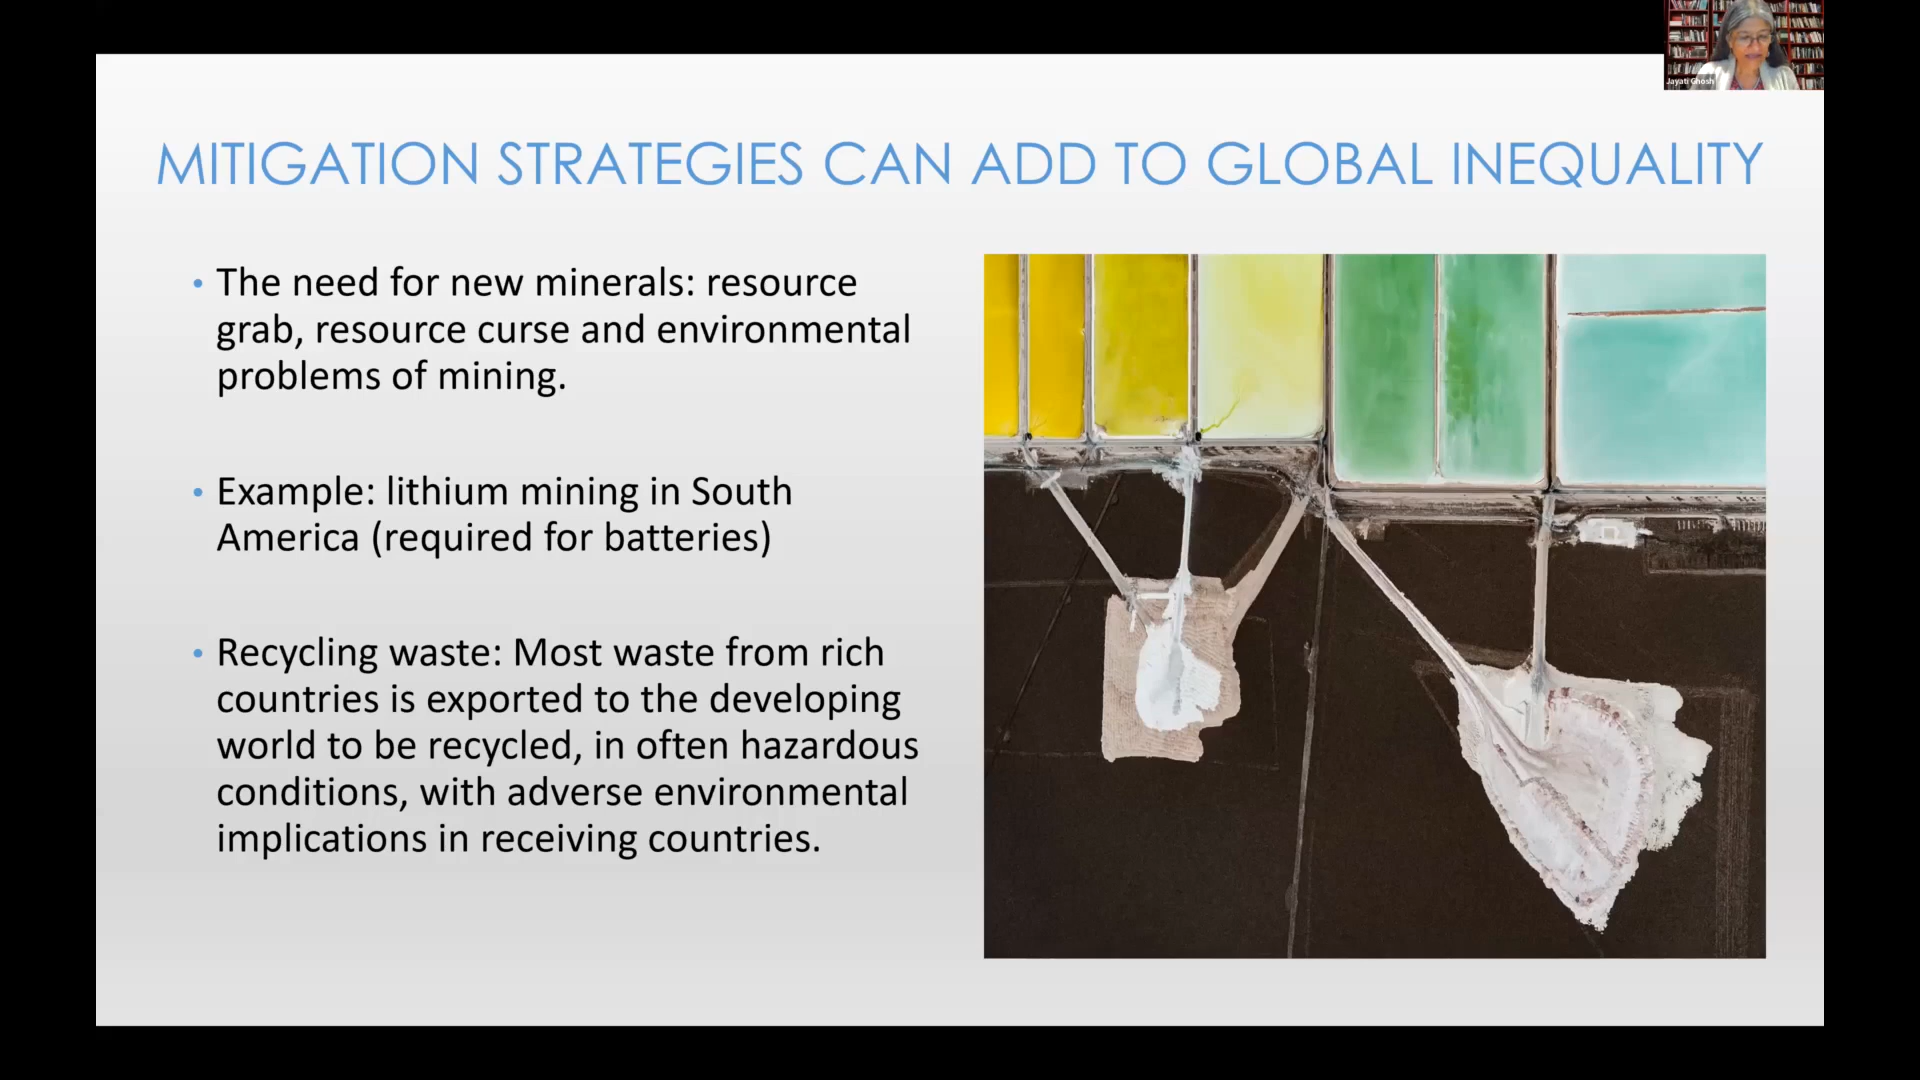 Jayati Ghosh
MITIGATION STRATEGIES CAN ADD TO GLOBAL INEQUALITY
• The need for new minerals: resource
grab, resource curse and environmental
problems of mining.
• Example: lithium mining in South
America (required for batteries)
• Recycling waste: Most waste from rich
countries is exported to the developing
world to be recycled, in often hazardous
conditions, with adverse environmental
implications in receiving countries.